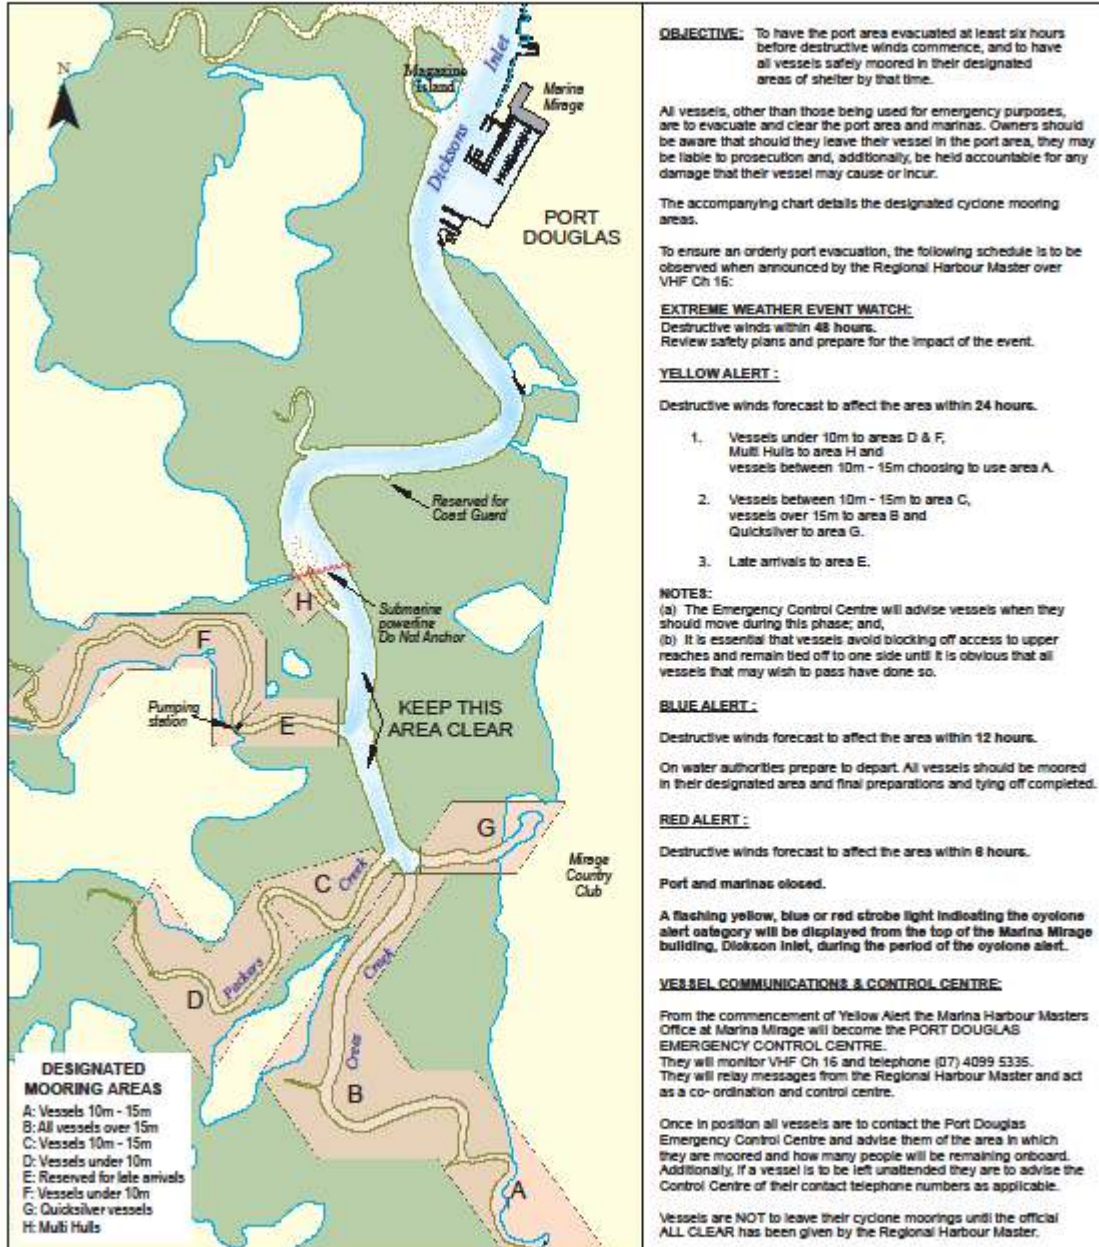 N
Magazine
Island
Dicksons Inlet
Marina
Mirage
PORT
DOUGLAS
Reserved for
Coast Guard
H
Submarine
powerline
Do Not Anchor
F
Pumping
station
E
KEEP THIS
AREA CLEAR
G
Mirage
Country
Club
C
Creek
D
Packers
Creek
Crees
B
A
DESIGNATED
MOORING AREAS
A: Vessels 10m - 15m
B: All vessels over 15m
C: Vessels 10m - 15m
D: Vessels under 10m
E: Reserved for late arrivals
F: Vessels under 10m
G: Quicksilver vessels
H: Multi Hulls
OBJECTIVE: To have the port area evacuated at least six hours
before destructive winds commence, and to have
all vessels safely moored in their designated
areas of shelter by that time.
All vessels, other than those being used for emergency purposes,
are to evacuate and clear the port area and marinas. Owners should
be aware that should they leave their vessel in the port area, they may
be liable to prosecution and, additionally, be held accountable for any
damage that their vessel may cause or incur.
The accompanying chart details the designated cyclone mooring
areas.
To ensure an orderly port evacuation, the following schedule is to be
observed when announced by the Regional Harbour Master over
VHF Ch 16:
EXTREME WEATHER EVENT WATCH:
Destructive winds within 48 hours.
Review safety plans and prepare for the impact of the event.
YELLOW ALERT :
Destructive winds forecast to affect the area within 24 hours.
1. Vessels under 10m to areas D & F,
Multi Hulls to area H and
vessels between 10m - 15m choosing to use area A.
2. Vessels between 10m - 15m to area C,
vessels over 15m to area B and
Quicksilver to area G.
3. Late arrivals to area E.
NOTES:
(a) The Emergency Control Centre will advise vessels when they
should move during this phase; and,
(b) It is essential that vessels avoid blocking off access to upper
reaches and remain tied off to one side until it is obvious that all
vessels that may wish to pass have done so.
BLUE ALERT :
Destructive winds forecast to affect the area within 12 hours.
On water authorities prepare to depart. All vessels should be moored
in their designated area and final preparations and tying off completed.
RED ALERT :
Destructive winds forecast to affect the area within 6 hours.
Port and marinas closed.
A flashing yellow, blue or red strobe light indicating the cyclone
alert category will be displayed from the top of the Marina Mirage
building, Dickson Inlet, during the period of the cyclone alert.
VESSEL COMMUNICATIONS & CONTROL CENTRE:
From the commencement of Yellow Alert the Marina Harbour Masters
Office at Marina Mirage will become the PORT DOUGLAS
EMERGENCY CONTROL CENTRE.
They will monitor VHF Ch 16 and telephone (07) 4099 5335.
They will relay messages from the Regional Harbour Master and act
as a co- ordination and control centre.
Once in position all vessels are to contact the Port Douglas
Emergency Control Centre and advise them of the area in which
they are moored and how many people will be remaining onboard.
Additionally, if a vessel is to be left unattended they are to advise the
Control Centre of their contact telephone numbers as applicable.
Vessels are NOT to leave their cyclone moorings until the official
ALL CLEAR has been given by the Regional Harbour Master.